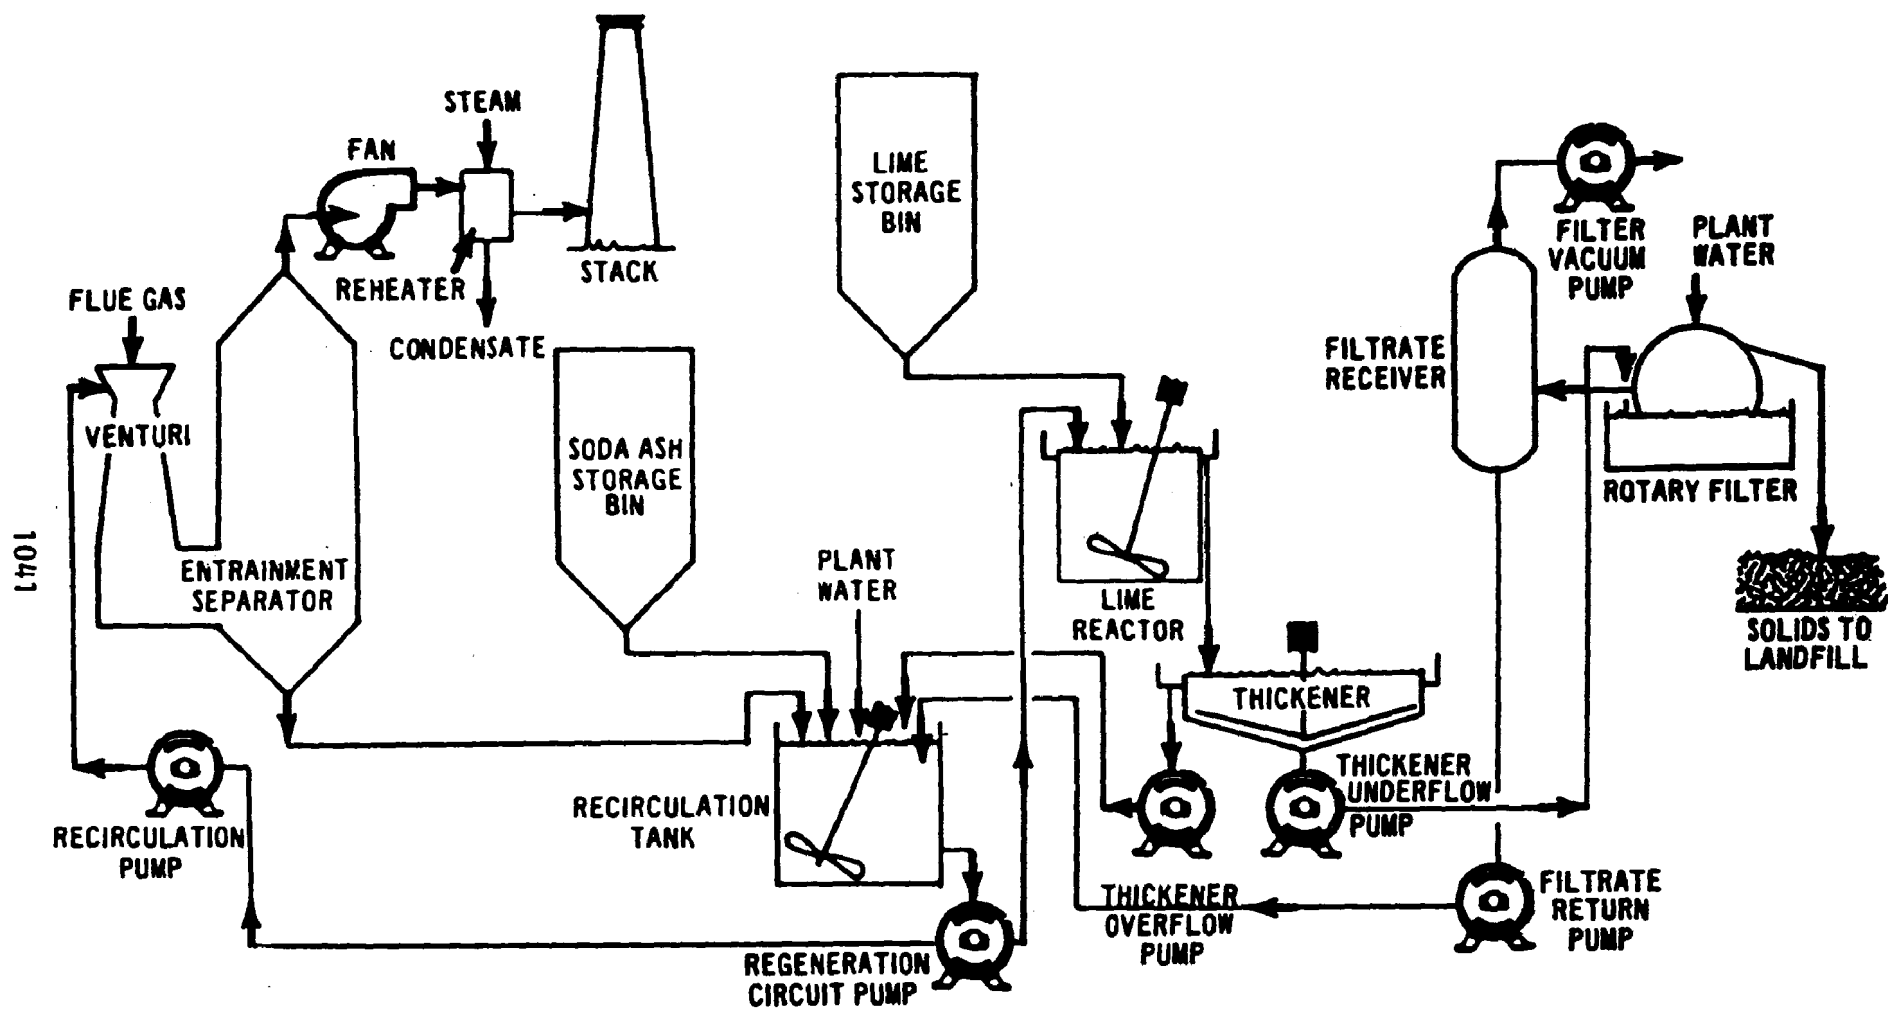 STEAM
FAN
REHEATER
STACK
CONDENSATE
FLUE GAS
VENTURI
ENTRAINMENT
SEPARATOR
RECIRCULATION
PUMP
1041
SODA ASH
STORAGE
BIN
LIME
STORAGE
BIN
PLANT
WATER
RECIRCULATION
TANK
REGENERATION
CIRCUIT PUMP
LIME
REACTOR
THICKENER
THICKENER
UNDERFLOW
PUMP
THICKENER
OVERFLOW
PUMP
FILTRATE
RETURN
PUMP
FILTRATE
RECEIVER
FILTER
VACUUM
PUMP
PLANT
WATER
ROTARY FILTER
SOLIDS TO
LANDFILL